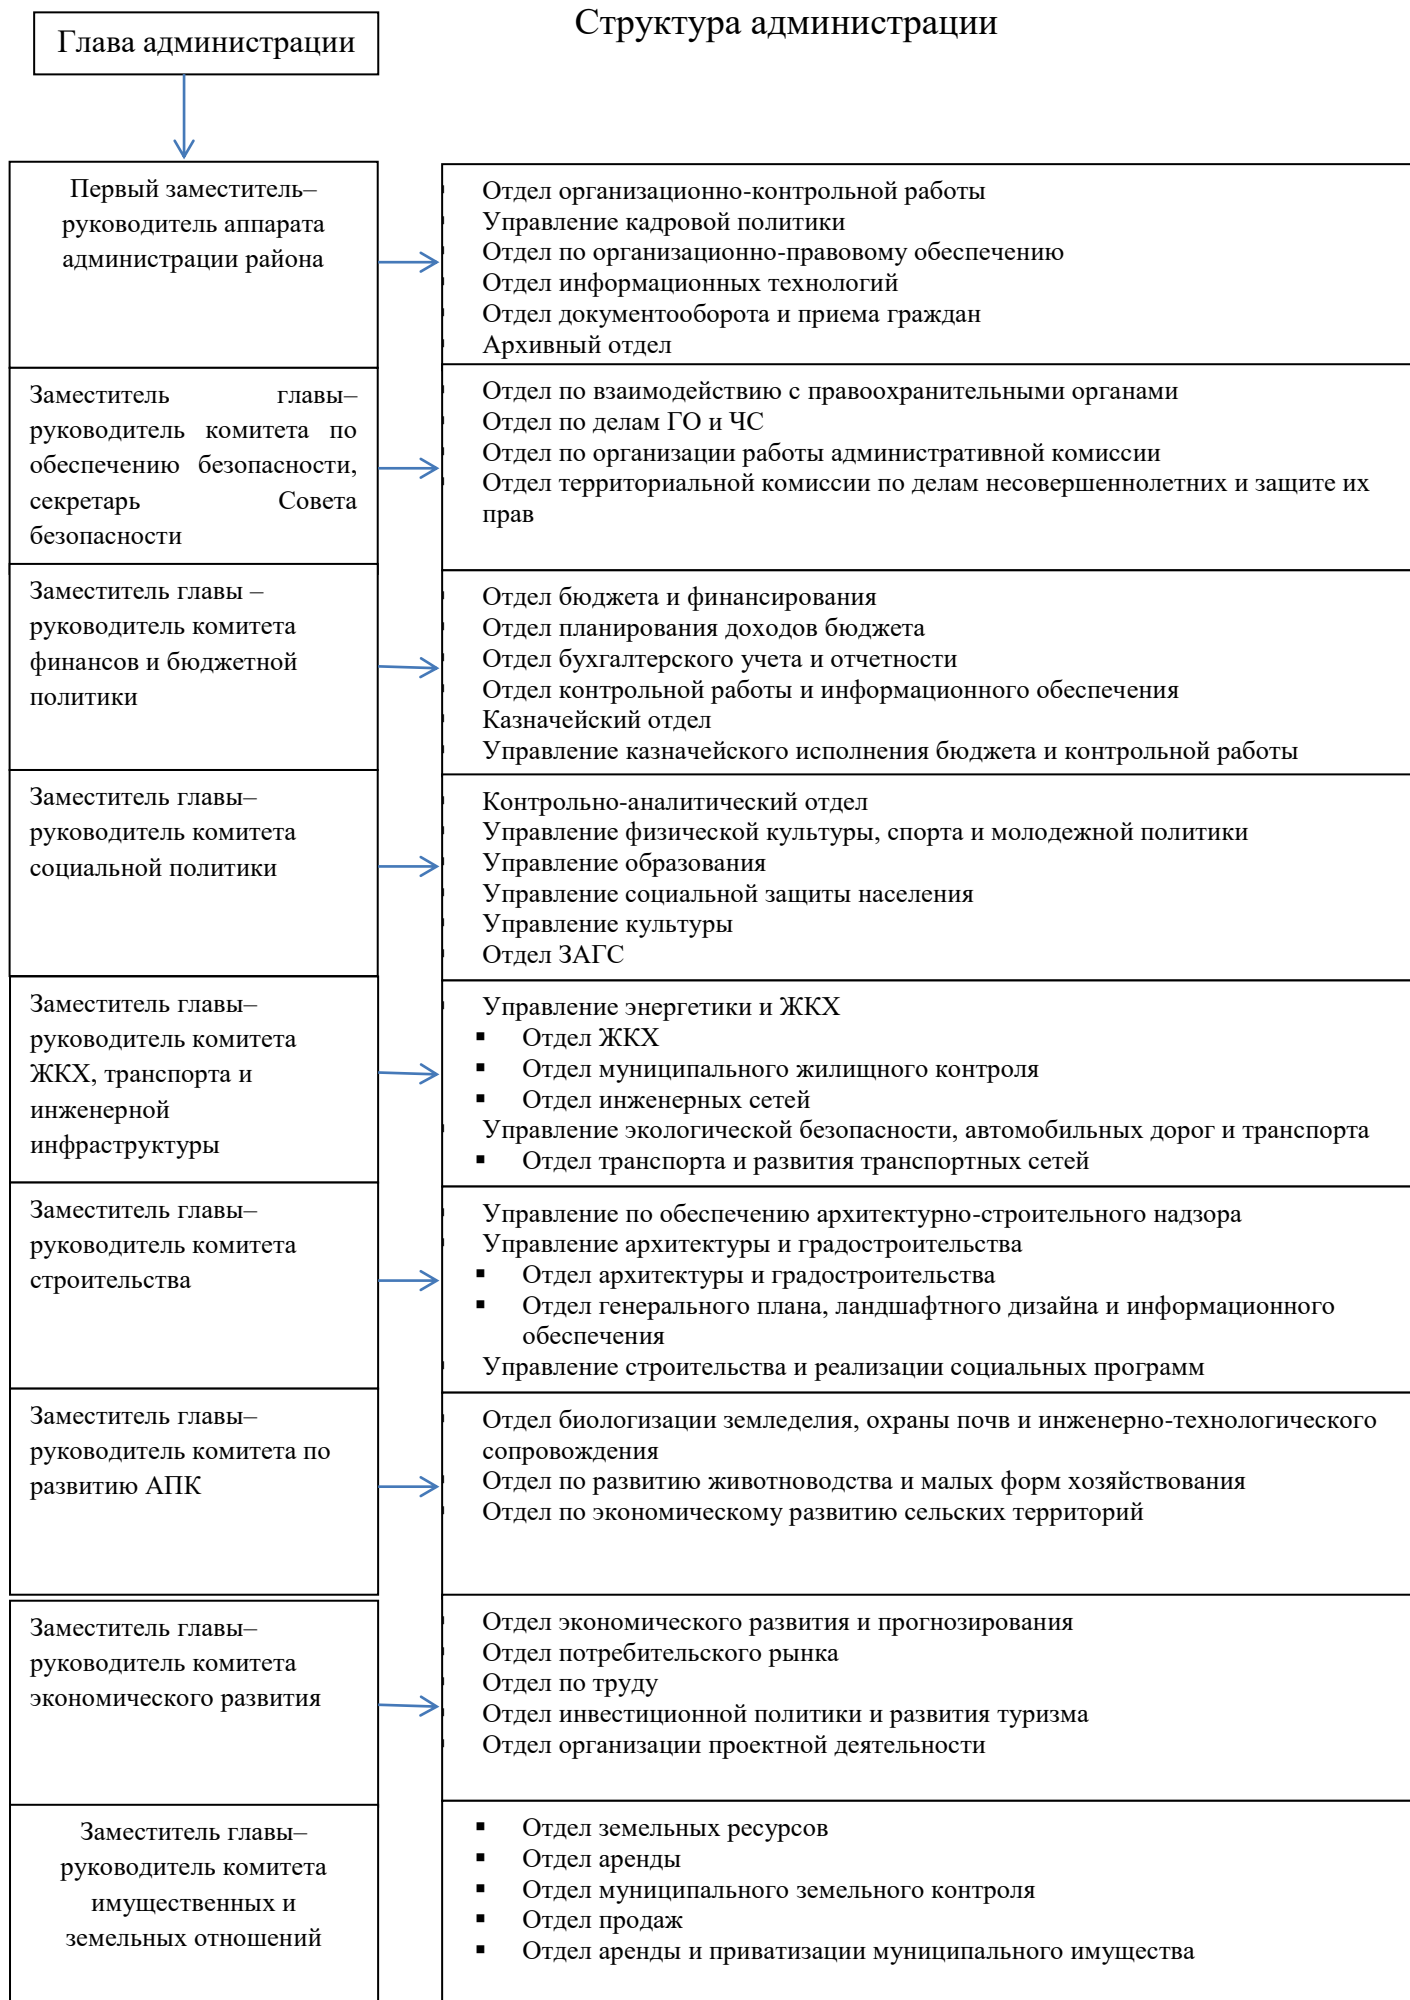 Структура администрации
Глава администрации
Первый заместитель–
руководитель аппарата
администрации района
Отдел организационно-контрольной работы
Управление кадровой политики
Отдел по организационно-правовому обеспечению
Отдел информационных технологий
Отдел документооборота и приема граждан
Архивный отдел
Заместитель главы–
руководитель комитета по
обеспечению безопасности,
секретарь Совета
безопасности
Отдел по взаимодействию с правоохранительными органами
Отдел по делам ГО и ЧС
Отдел по организации работы административной комиссии
Отдел территориальной комиссии по делам несовершеннолетних и защите их
прав
Заместитель главы –
руководитель комитета
финансов и бюджетной
политики
Отдел бюджета и финансирования
Отдел планирования доходов бюджета
Отдел бухгалтерского учета и отчетности
Отдел контрольной работы и информационного обеспечения
Казначейский отдел
Управление казначейского исполнения бюджета и контрольной работы
Заместитель главы–
руководитель комитета
социальной политики
Контрольно-аналитический отдел
Управление физической культуры, спорта и молодежной политики
Управление образования
Управление социальной защиты населения
Управление культуры
Отдел ЗАГС
Заместитель главы–
руководитель комитета
ЖКХ, транспорта и
инженерной
инфраструктуры
Управление энергетики и ЖКХ
▪ Отдел ЖКХ
▪ Отдел муниципального жилищного контроля
▪ Отдел инженерных сетей
Управление экологической безопасности, автомобильных дорог и транспорта
▪ Отдел транспорта и развития транспортных сетей
Заместитель главы–
руководитель комитета
строительства
Управление по обеспечению архитектурно-строительного надзора
Управление архитектуры и градостроительства
▪ Отдел архитектуры и градостроительства
▪ Отдел генерального плана, ландшафтного дизайна и информационного
обеспечения
Управление строительства и реализации социальных программ
Заместитель главы–
руководитель комитета по
развитию АПК
Отдел биологизации земледелия, охраны почв и инженерно-технологического
сопровождения
Отдел по развитию животноводства и малых форм хозяйствования
Отдел по экономическому развитию сельских территорий
Заместитель главы–
руководитель комитета
экономического развития
Отдел экономического развития и прогнозирования
Отдел потребительского рынка
Отдел по труду
Отдел инвестиционной политики и развития туризма
Отдел организации проектной деятельности
Заместитель главы–
руководитель комитета
имущественных и
земельных отношений
▪ Отдел земельных ресурсов
▪ Отдел аренды
▪ Отдел муниципального земельного контроля
▪ Отдел продаж
▪ Отдел аренды и приватизации муниципального имущества